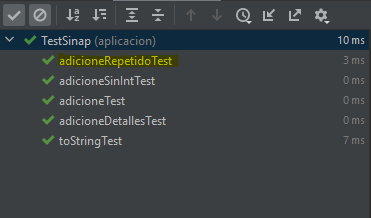 TestSinap (aplicacion) 10 ms
adicioneRepetidoTest 3 ms
adicioneSinIntTest 0 ms
adicioneTest 0 ms
adicioneDetallesTest 0 ms
toStringTest 7 ms